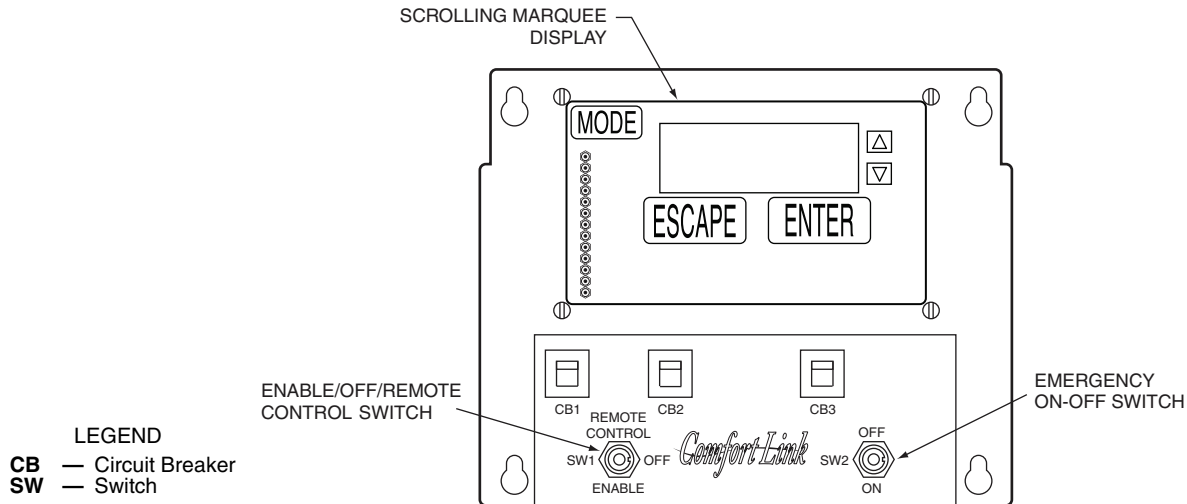 SCROLLING MARQUEE
DISPLAY
MODE
ESCAPE
ENTER
ENABLE/OFF/REMOTE
CONTROL SWITCH
EMERGENCY
ON-OFF SWITCH
CB1
CB2
CB3
REMOTE
CONTROL
SW1
OFF
ENABLE
Comfort Link
OFF
SW2
ON
LEGEND
CB — Circuit Breaker
SW — Switch